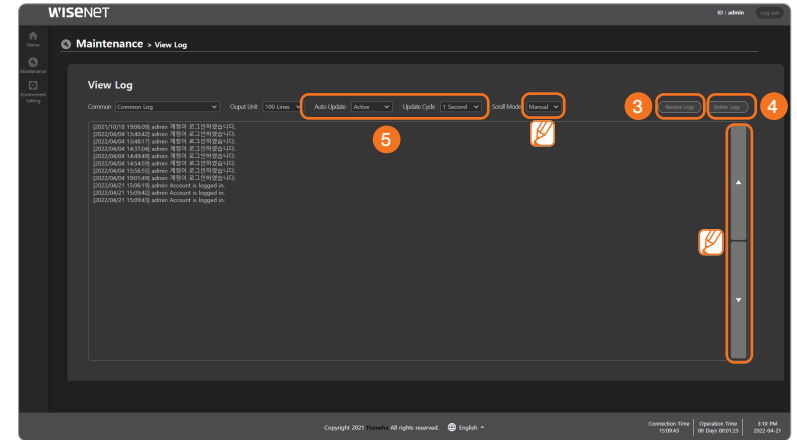 WISENET
ID : admin
Log out
Home
Maintenance > View Log
Maintenance
Environment
Setting
View Log
Common Common Log Ouput Unit 100 Lines Auto Update Active Update Cycle 1 Second Scroll Mode Manual 3 Receive Logs Delete Logs 4
5
[2021/10/18 19:06:09] admin 계정이 로그인하였습니다.
[2022/04/04 13:40:42] admin 계정이 로그인하였습니다.
[2022/04/04 13:48:17] admin 계정이 로그인하였습니다.
[2022/04/04 14:37:04] admin 계정이 로그인하였습니다.
[2022/04/04 14:49:49] admin 계정이 로그인하였습니다.
[2022/04/04 14:54:59] admin 계정이 로그인하였습니다.
[2022/04/04 15:56:55] admin 계정이 로그인하였습니다.
[2022/04/04 19:01:49] admin 계정이 로그인하였습니다.
[2022/04/21 15:06:19] admin Account is logged in.
[2022/04/21 15:09:42] admin Account is logged in.
[2022/04/21 15:09:43] admin Account is logged in.
Copyright 2021 Hanwha All rights reserved. English
Connection Time
15:09:43
Operation Time
00 Days 00:01:25
3:10 PM
2022-04-21